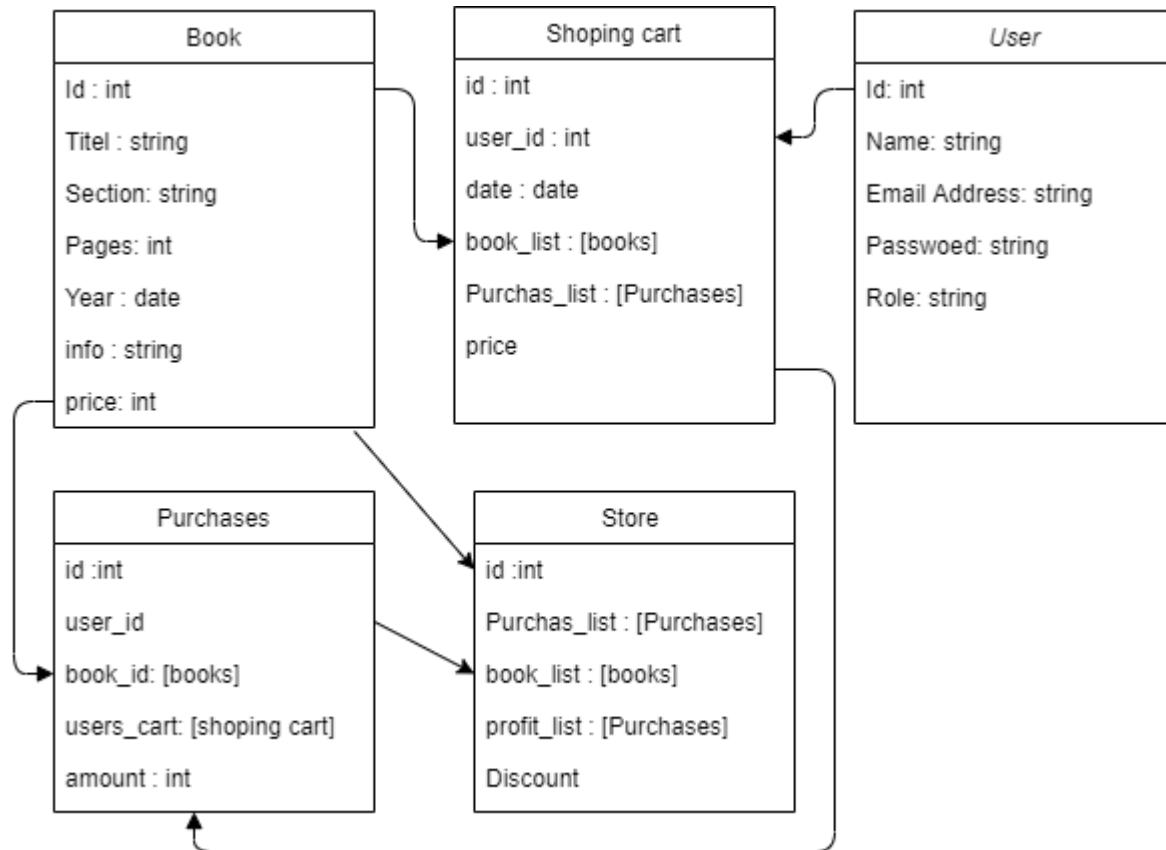 Book
Id : int
Titel : string
Section: string
Pages: int
Year : date
info : string
price: int
Shoping cart
id : int
user_id : int
date : date
book_list : [books]
Purchas_list : [Purchases]
price
User
Id: int
Name: string
Email Address: string
Passwoed: string
Role: string
Purchases
id :int
user_id
book_id: [books]
users_cart: [shoping cart]
amount : int
Store
id :int
Purchas_list : [Purchases]
book_list : [books]
profit_list : [Purchases]
Discount